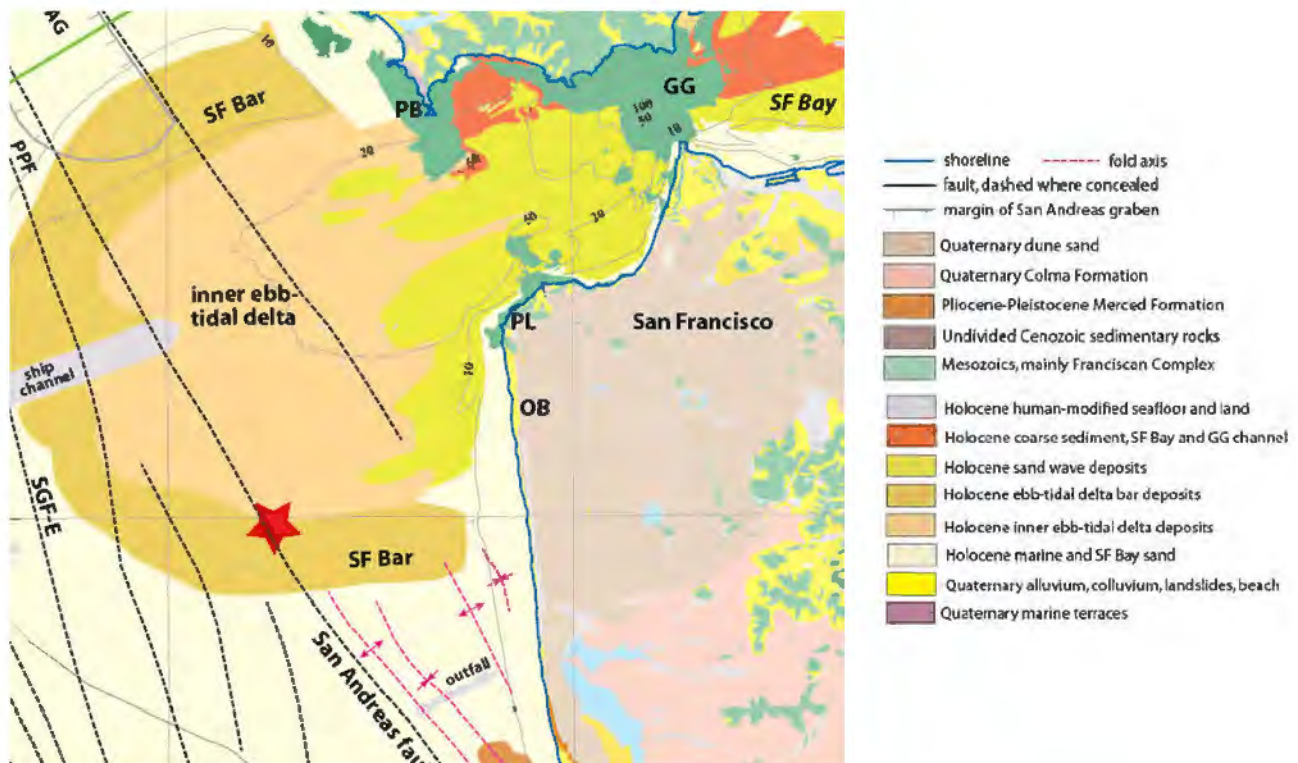 AG
10
SF Bar
PB
GG
100
50
10
SF Bay
PPF
20
60
20
inner ebb-
tidal delta
San Francisco
PL
ship
channel
10
OB
SGF-E
SF Bar
San Andreas fau
outfall
shoreline
fold axis
fault, dashed where concealed
margin of San Andreas graben
Quaternary dune sand
Quaternary Colma Formation
Pliocene-Pleistocene Merced Formation
Undivided Cenozoic sedimentary rocks
Mesozoics, mainly Franciscan Complex
Holocene human-modified seafloor and land
Holocene coarse sediment, SF Bay and GG channel
Holocene sand wave deposits
Holocene ebb-tidal delta bar deposits
Holocene inner ebb-tidal delta deposits
Holocene marine and SF Bay sand
Quaternary alluvium, colluvium, landslides, beach
Quaternary marine terraces